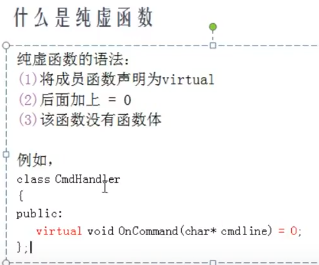 什么是纯虚函数
纯虚函数的语法：
(1)将成员函数声明为virtual
(2)后面加上 = 0
(3)该函数没有函数体
例如，
class CmdHandler
{
public:
virtual void OnCommand(char* cmdline) = 0;
};